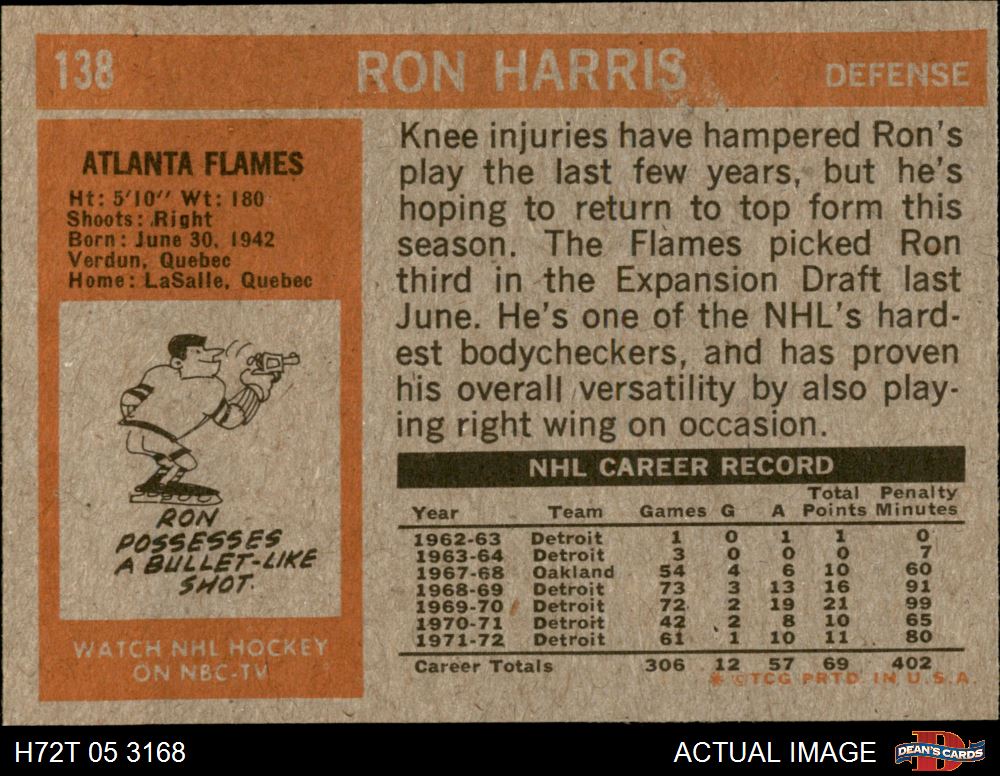 138 RON HARRIS DEFENSE
ATLANTA FLAMES
Ht: 5'10" Wt: 180
Shoots: Right
Born: June 30, 1942
Verdun, Quebec
Home: LaSalle, Quebec
RON
POSSESSES
A BULLET-LIKE
SHOT.
WATCH NHL HOCKEY
ON NBC-TV
Knee injuries have hampered Ron's
play the last few years, but he's
hoping to return to top form this
season. The Flames picked Ron
third in the Expansion Draft last
June. He's one of the NHL's hard-
est bodycheckers, and has proven
his overall versatility by also play-
ing right wing on occasion.
NHL CAREER RECORD
Year Team Games G A Total Points Penalty Minutes
1962-63 Detroit 1 0 1 1 0
1963-64 Detroit 3 0 0 0 7
1967-68 Oakland 54 4 6 10 60
1968-69 Detroit 73 3 13 16 91
1969-70 Detroit 72 2 19 21 99
1970-71 Detroit 42 2 8 10 65
1971-72 Detroit 61 1 10 11 80
Career Totals 306 12 57 69 402
* ©TCG PRTD. IN U.S.A.
H72T 05 3168 ACTUAL IMAGE DEAN'S CARDS